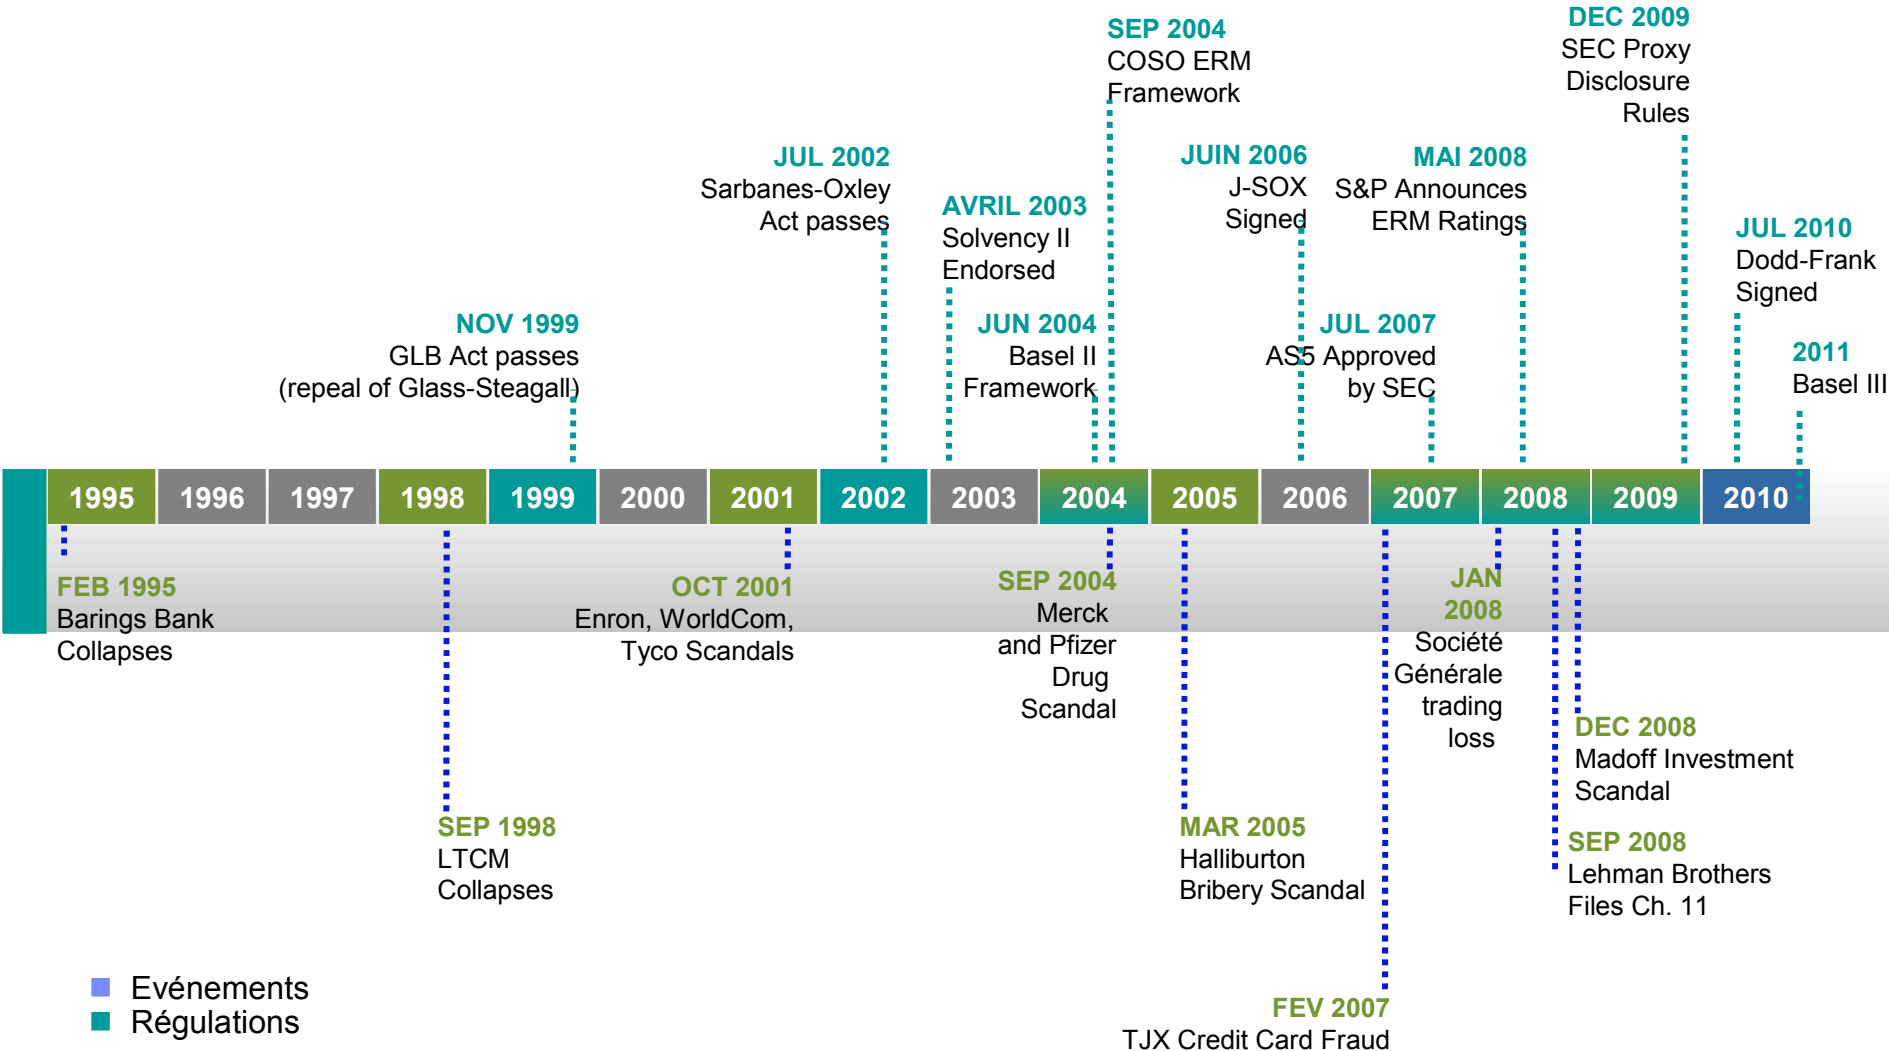 DEC 2009
SEC Proxy
Disclosure
Rules
SEP 2004
COSO ERM
Framework
JUL 2002
Sarbanes-Oxley
Act passes
JUIN 2006
J-SOX
Signed
MAI 2008
S&P Announces
ERM Ratings
AVRIL 2003
Solvency II
Endorsed
JUL 2010
Dodd-Frank
Signed
NOV 1999
GLB Act passes
(repeal of Glass-Steagall)
JUN 2004
Basel II
Framework
JUL 2007
AS5 Approved
by SEC
2011
Basel III
1995 1996 1997 1998 1999 2000 2001 2002 2003 2004 2005 2006 2007 2008 2009 2010
FEB 1995
Barings Bank
Collapses
OCT 2001
Enron, WorldCom,
Tyco Scandals
SEP 2004
Merck
and Pfizer
Drug
Scandal
JAN
2008
Société
Générale
trading
loss
DEC 2008
Madoff Investment
Scandal
SEP 1998
LTCM
Collapses
MAR 2005
Halliburton
Bribery Scandal
SEP 2008
Lehman Brothers
Files Ch. 11
FEV 2007
TJX Credit Card Fraud
Evénements
Régulations